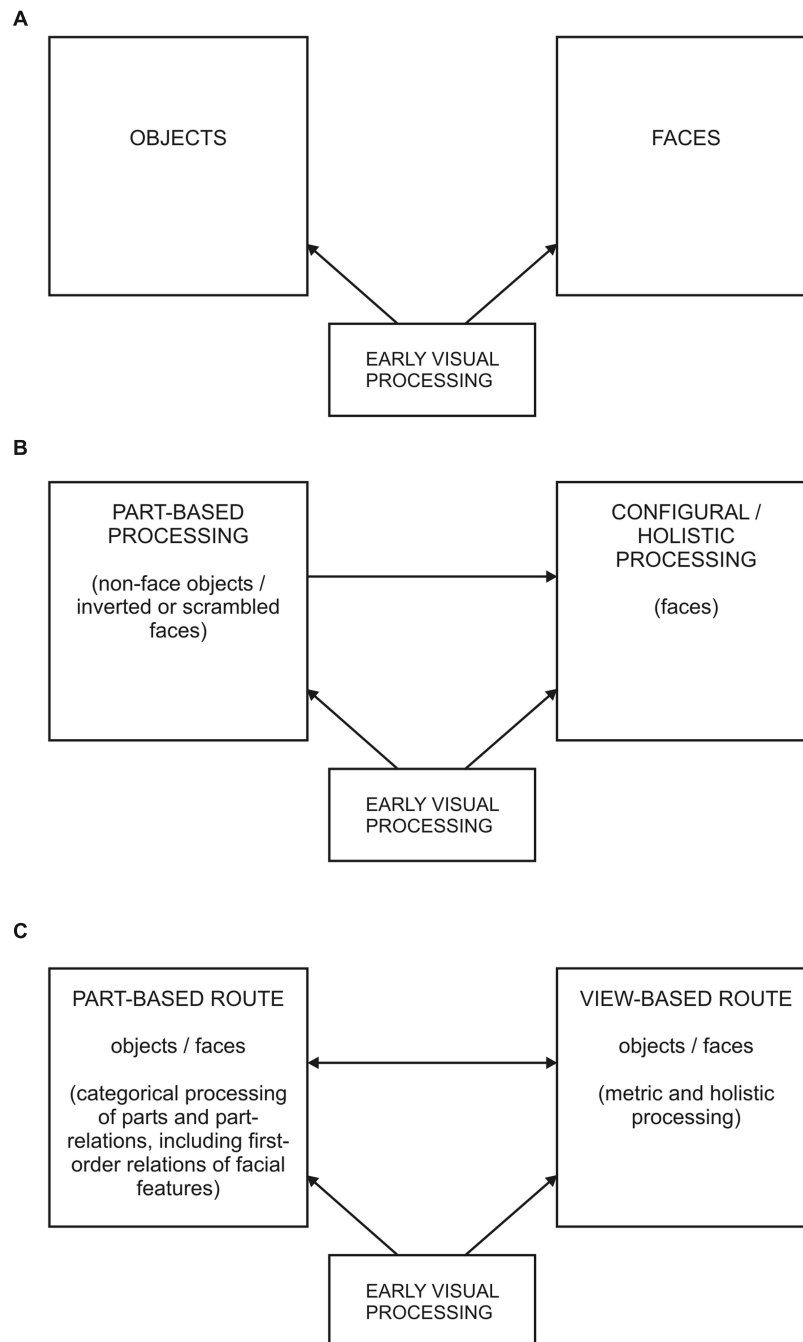 A
OBJECTS
FACES
EARLY VISUAL
PROCESSING
B
PART-BASED
PROCESSING
(non-face objects /
inverted or scrambled
faces)
CONFIGURAL /
HOLISTIC
PROCESSING
(faces)
EARLY VISUAL
PROCESSING
C
PART-BASED ROUTE
objects / faces
(categorical processing
of parts and part-
relations, including first-
order relations of facial
features)
VIEW-BASED ROUTE
objects / faces
(metric and holistic
processing)
EARLY VISUAL
PROCESSING